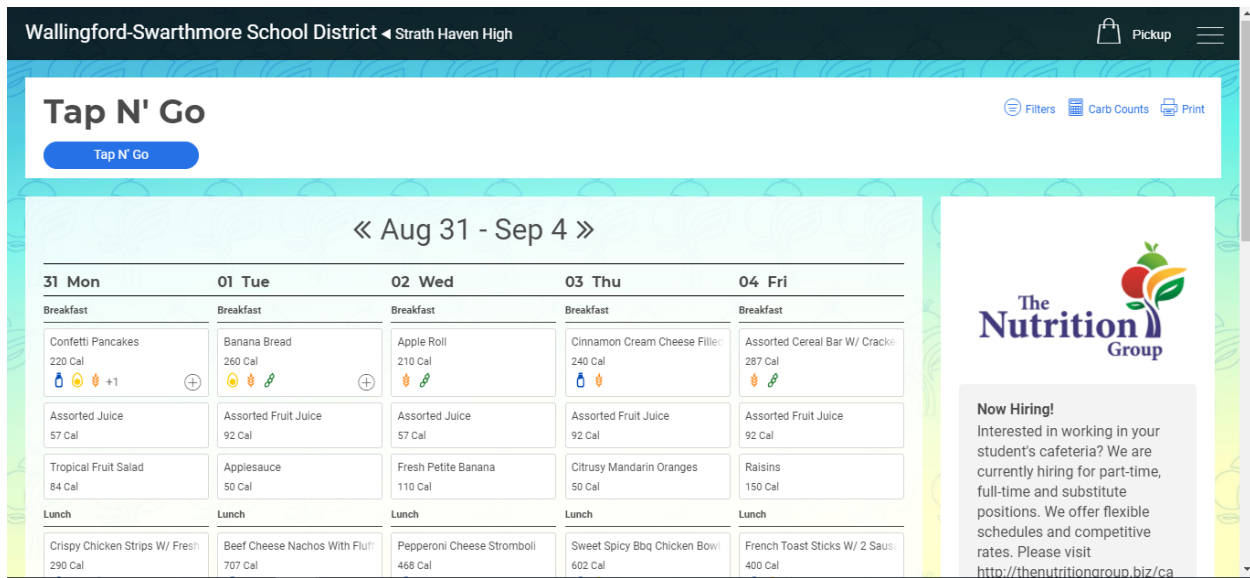 Wallingford-Swarthmore School District ◂ Strath Haven High
Pickup
Tap N' Go
Filters
Carb Counts
Print
Tap N' Go
« Aug 31 - Sep 4 »
31 Mon
01 Tue
02 Wed
03 Thu
04 Fri
Breakfast
Breakfast
Breakfast
Breakfast
Breakfast
Confetti Pancakes
220 Cal
+1
Banana Bread
260 Cal
Apple Roll
210 Cal
Cinnamon Cream Cheese Filled
240 Cal
Assorted Cereal Bar W/ Cracke
287 Cal
Assorted Juice
57 Cal
Assorted Fruit Juice
92 Cal
Assorted Juice
57 Cal
Assorted Fruit Juice
92 Cal
Assorted Fruit Juice
92 Cal
Tropical Fruit Salad
84 Cal
Applesauce
50 Cal
Fresh Petite Banana
110 Cal
Citrusy Mandarin Oranges
50 Cal
Raisins
150 Cal
Lunch
Lunch
Lunch
Lunch
Lunch
Crispy Chicken Strips W/ Fresh
290 Cal
Beef Cheese Nachos With Fluff
707 Cal
Pepperoni Cheese Stromboli
468 Cal
Sweet Spicy Bbq Chicken Bowl
602 Cal
French Toast Sticks W/ 2 Saus
400 Cal
The
Nutrition
Group
Now Hiring!
Interested in working in your
student's cafeteria? We are
currently hiring for part-time,
full-time and substitute
positions. We offer flexible
schedules and competitive
rates. Please visit
http://thenutritiongroup.biz/ca